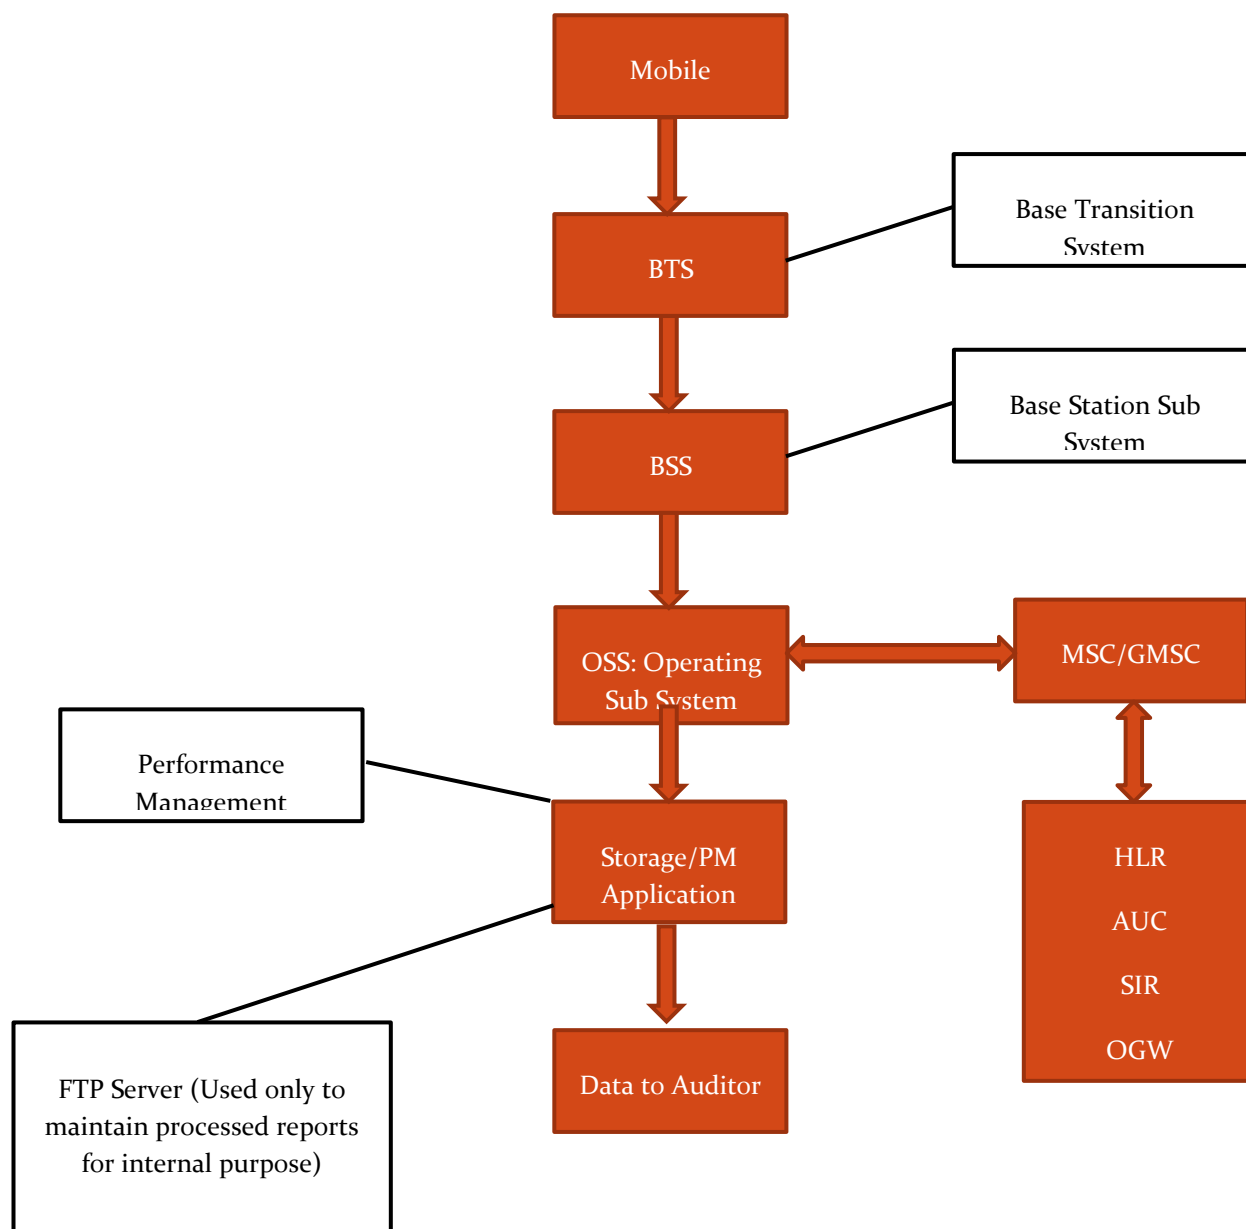 Mobile
Base Transition
System
BTS
Base Station Sub
System
BSS
OSS: Operating
Sub System
MSC/GMSC
Performance
Management
Storage/PM
Application
HLR
AUC
SIR
OGW
FTP Server (Used only to
maintain processed reports
for internal purpose)
Data to Auditor